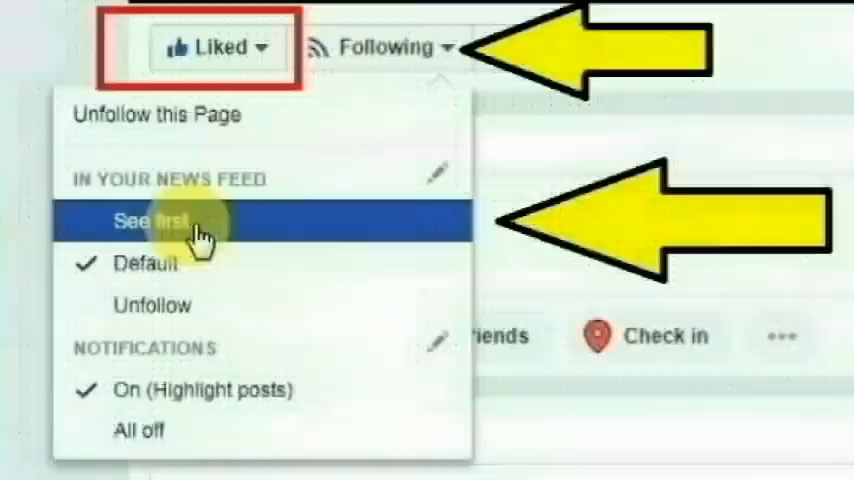 Liked
Following
Unfollow this Page
IN YOUR NEWS FEED
See first
Default
Unfollow
riends
Check in
NOTIFICATIONS
On (Highlight posts)
All off